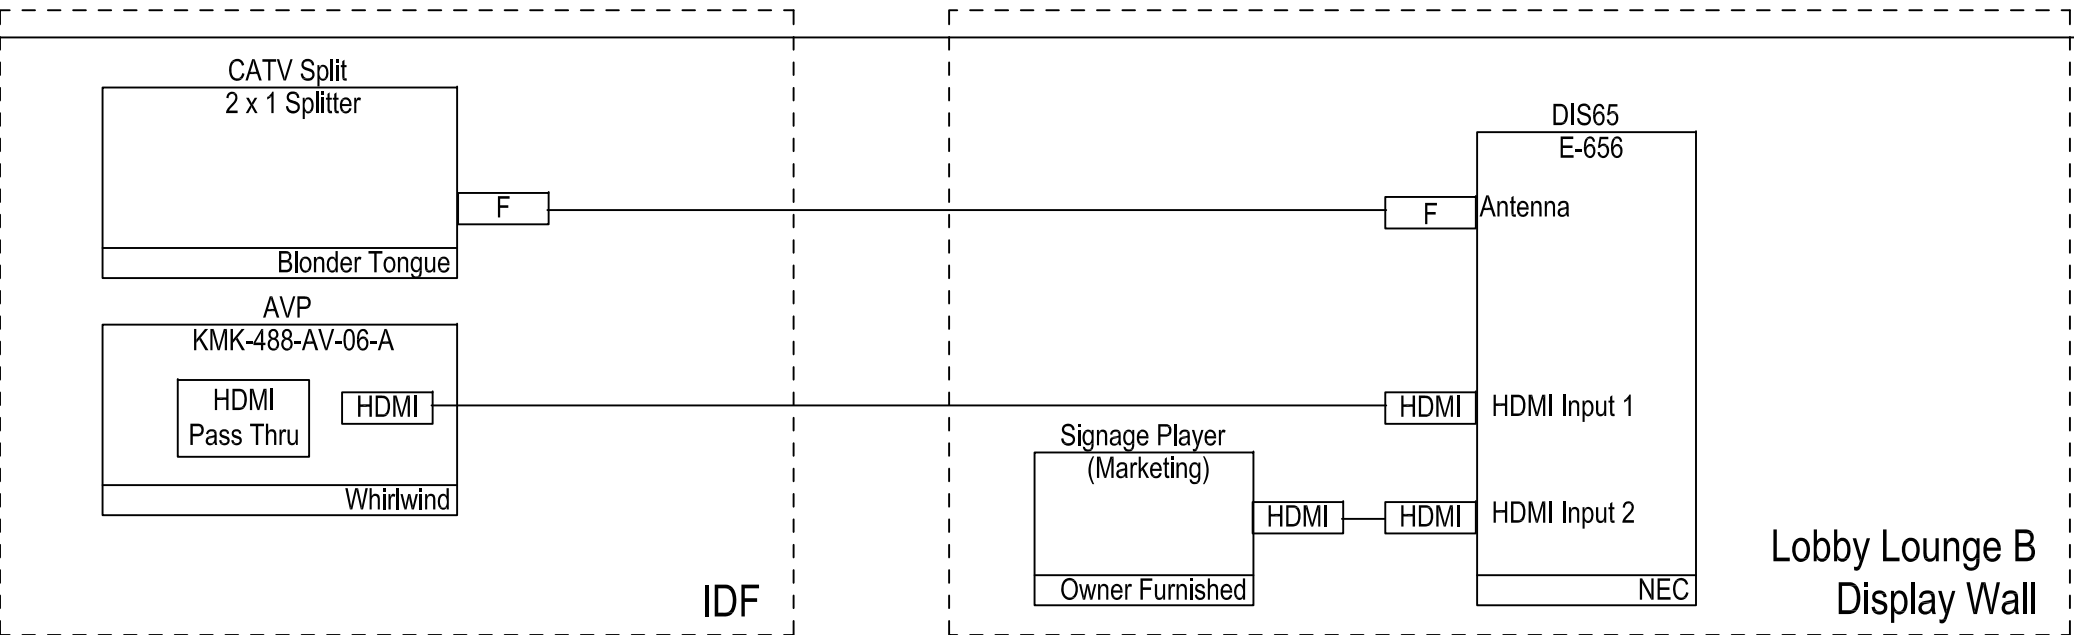 CATV Split
2 x 1 Splitter
F
Blonder Tongue
AVP
KMK-488-AV-06-A
HDMI
Pass Thru
HDMI
Whirlwind
IDF
DIS65
E-656
F
Antenna
HDMI
HDMI Input 1
Signage Player
(Marketing)
HDMI
HDMI
HDMI Input 2
Owner Furnished
NEC
Lobby Lounge B
Display Wall